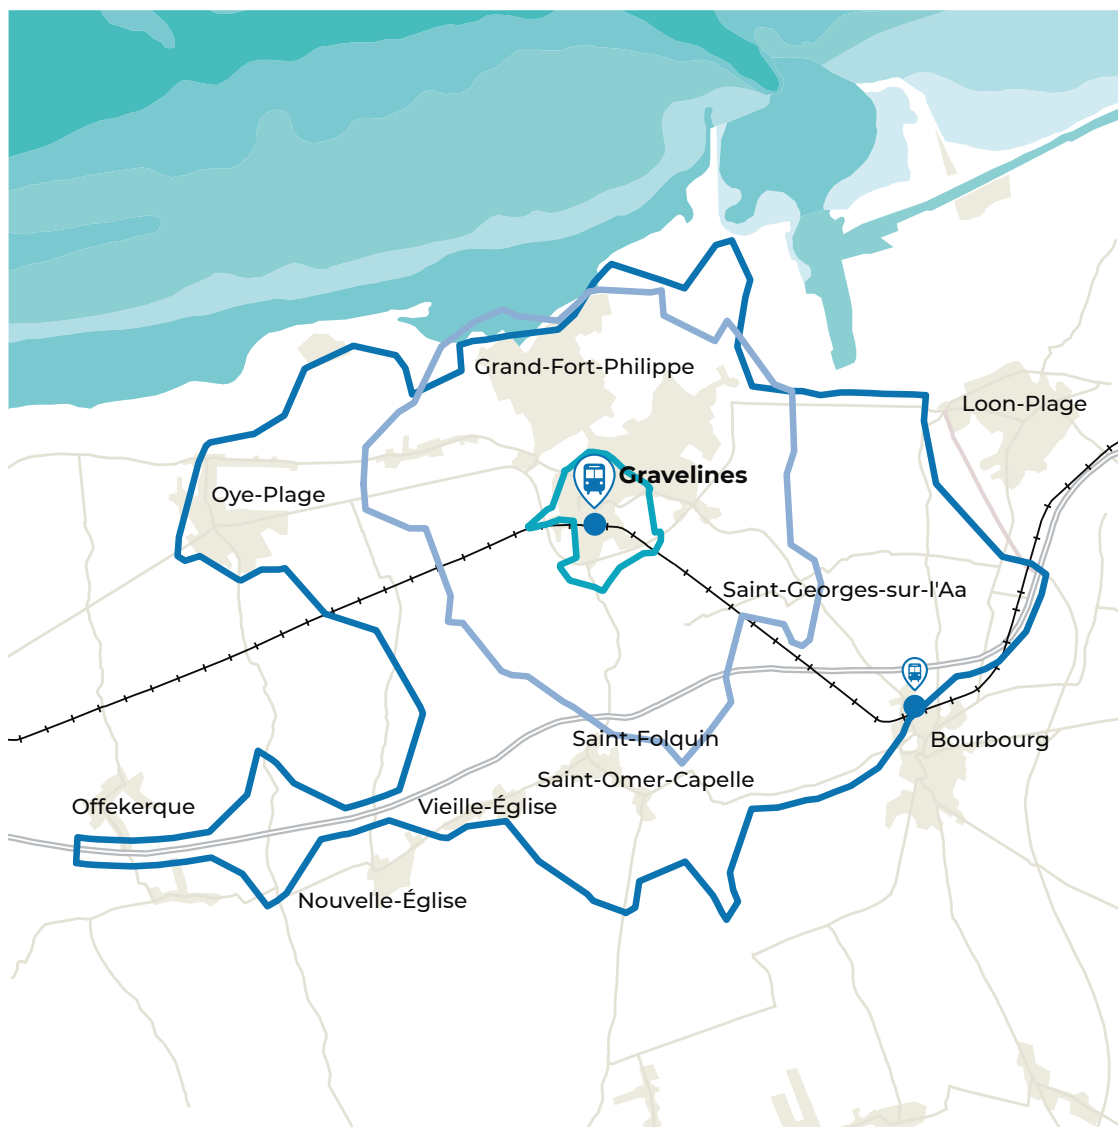 Grand-Fort-Philippe
Loon-Plage
Gravelines
Oye-Plage
Saint-Georges-sur-l'Aa
Saint-Folquin
Bourbourg
Saint-Omer-Capelle
Offekerque
Vieille-Église
Nouvelle-Église